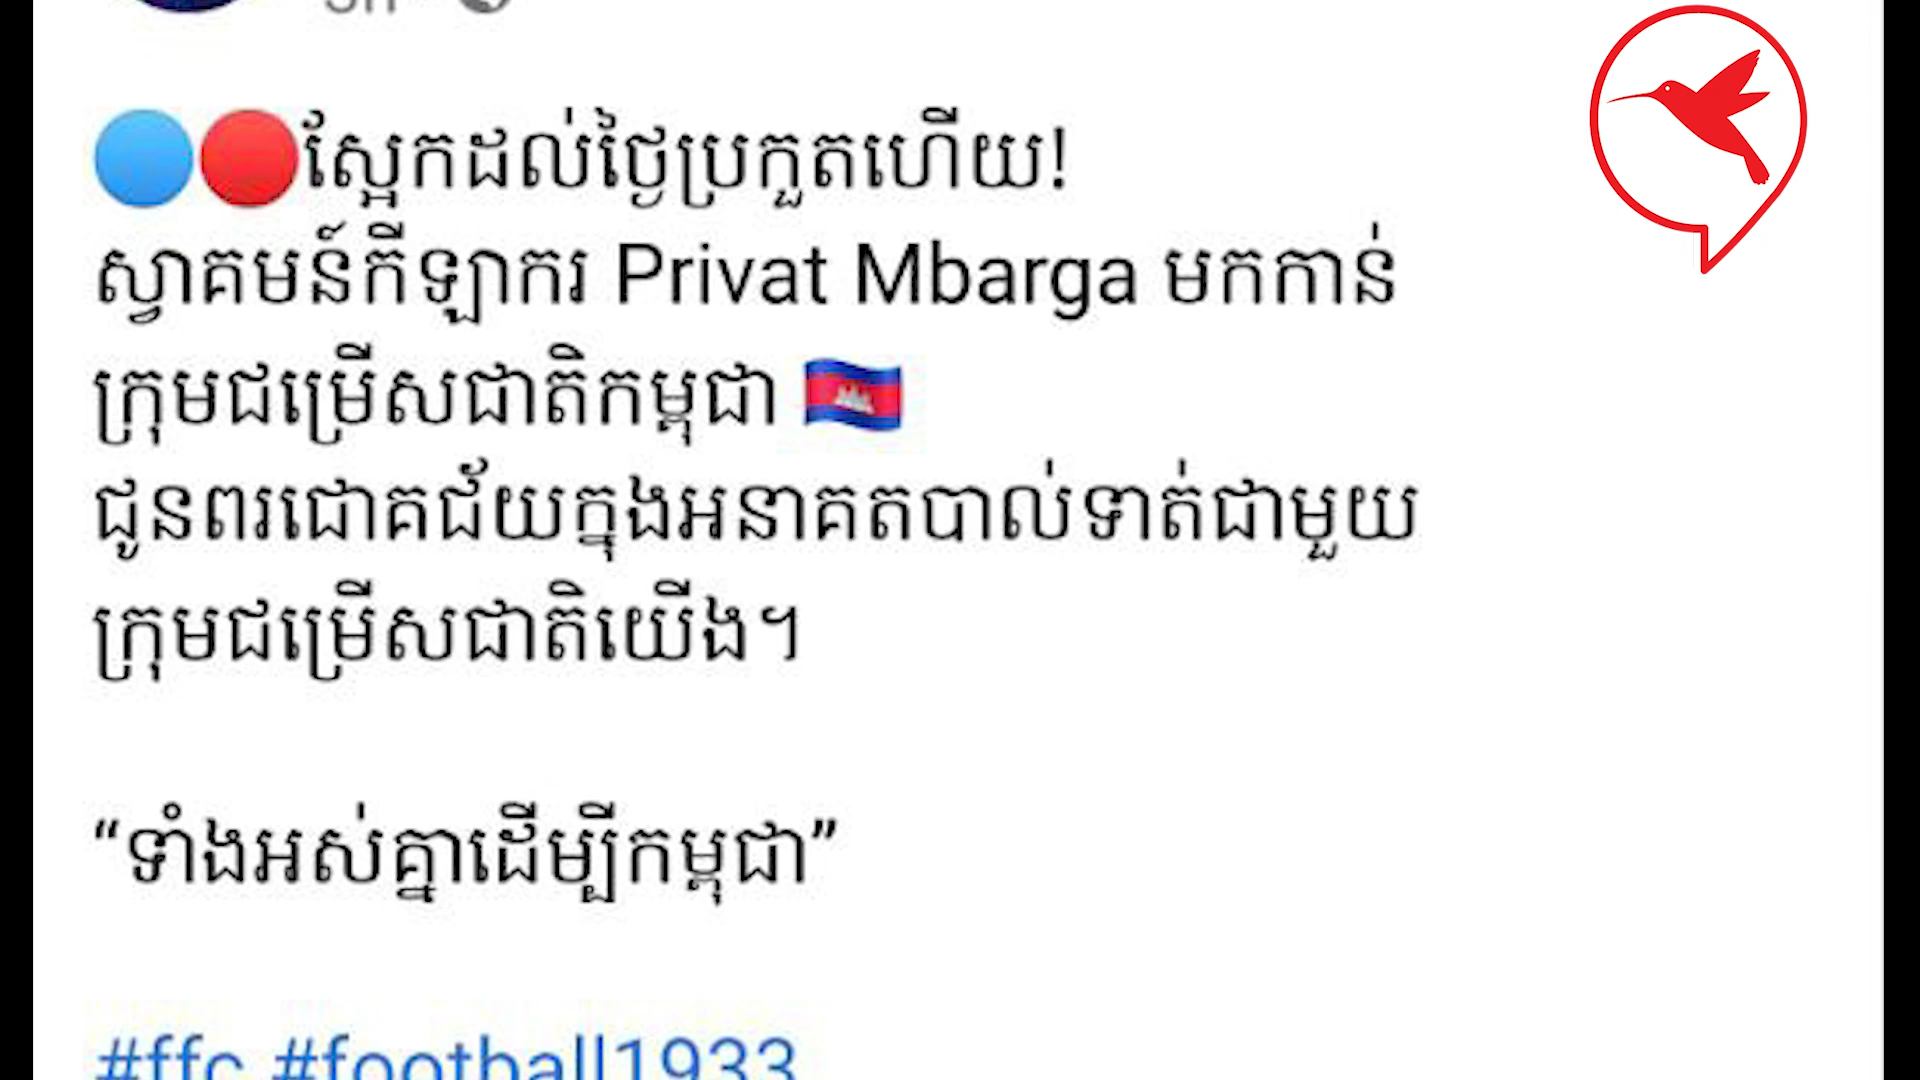 🔵🔴ស្អែកដល់ថ្ងៃប្រកួតហើយ!
ស្វាគមន៍កីឡាករ Privat Mbarga មកកាន់
ក្រុមជម្រើសជាតិកម្ពុជា 🇰🇭
ជូនពរជោគជ័យក្នុងអនាគតបាល់ទាត់ជាមួយ
ក្រុមជម្រើសជាតិយើង។
“ទាំងអស់គ្នាដើម្បីកម្ពុជា”
#ffc #football1933